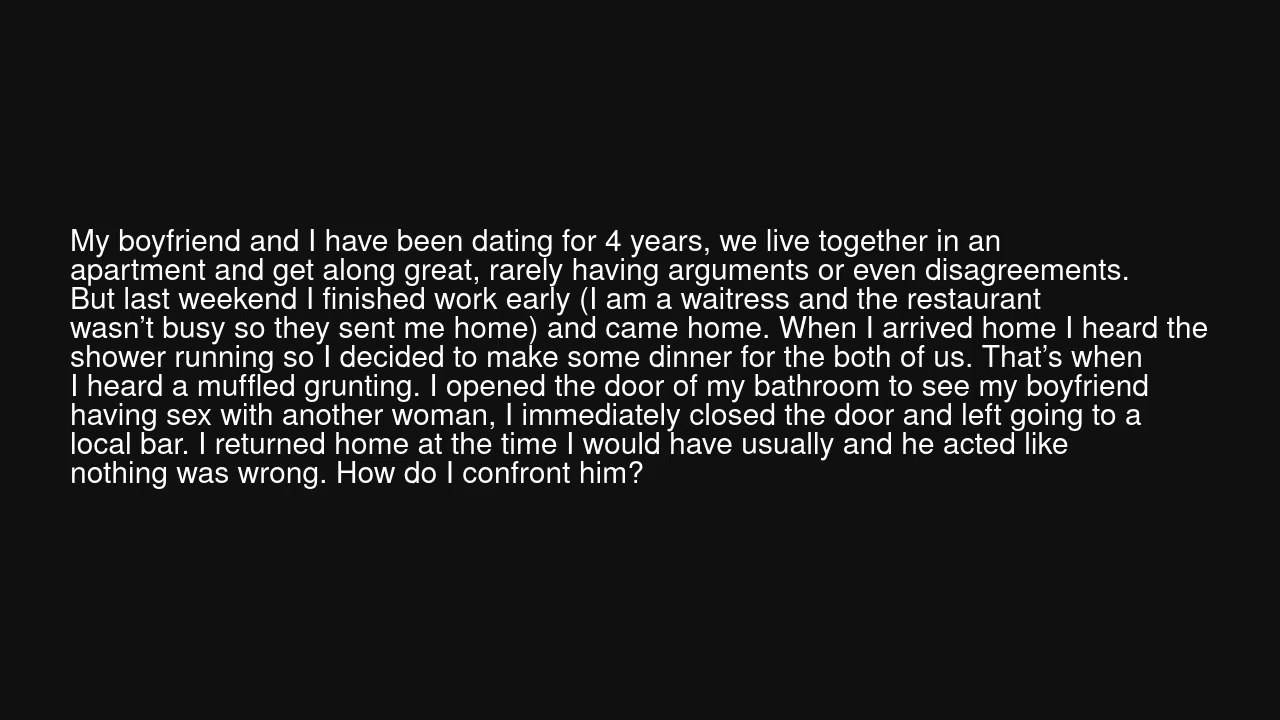 My boyfriend and I have been dating for 4 years, we live together in an
apartment and get along great, rarely having arguments or even disagreements.
But last weekend I finished work early (I am a waitress and the restaurant
wasn’t busy so they sent me home) and came home. When I arrived home I heard the
shower running so I decided to make some dinner for the both of us. That’s when
I heard a muffled grunting. I opened the door of my bathroom to see my boyfriend
having sex with another woman, I immediately closed the door and left going to a
local bar. I returned home at the time I would have usually and he acted like
nothing was wrong. How do I confront him?